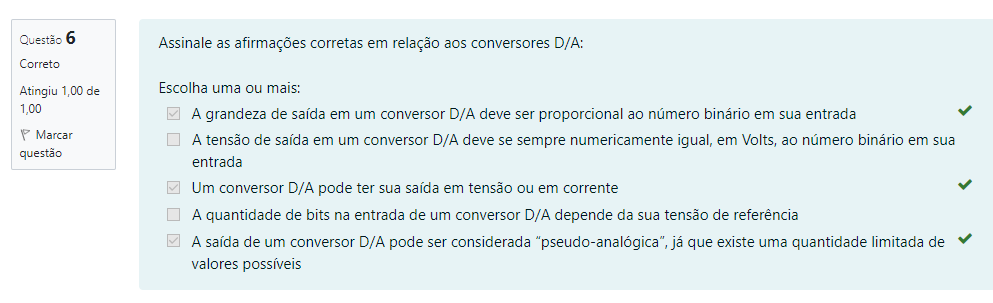 Questão 6
Correto
Atingiu 1,00 de
1,00
Marcar
questão
Assinale as afirmações corretas em relação aos conversores D/A:
Escolha uma ou mais:
A grandeza de saída em um conversor D/A deve ser proporcional ao número binário em sua entrada
A tensão de saída em um conversor D/A deve se sempre numericamente igual, em Volts, ao número binário em sua
entrada
Um conversor D/A pode ter sua saída em tensão ou em corrente
A quantidade de bits na entrada de um conversor D/A depende da sua tensão de referência
A saída de um conversor D/A pode ser considerada “pseudo-analógica”, já que existe uma quantidade limitada de
valores possíveis